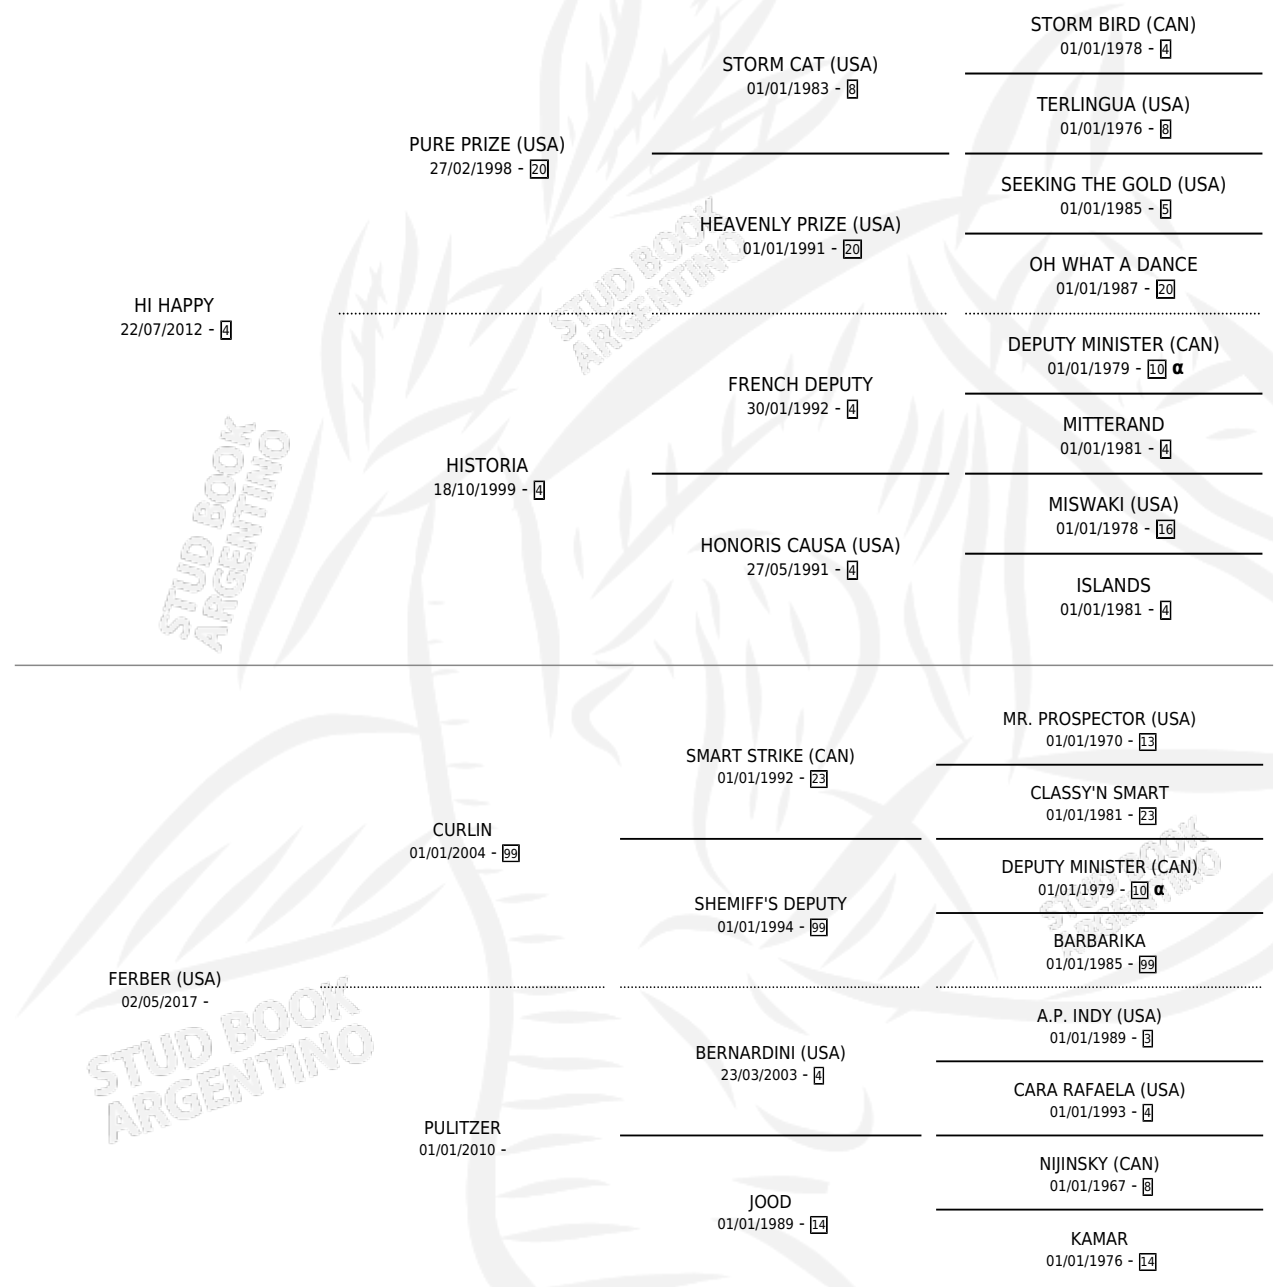 STORM BIRD (CAN)
01/01/1978 - 4
STORM CAT (USA)
01/01/1983 - 8
TERLINGUA (USA)
01/01/1976 - 8
PURE PRIZE (USA)
27/02/1998 - 20
SEEKING THE GOLD (USA)
01/01/1985 - 5
HEAVENLY PRIZE (USA)
01/01/1991 - 20
OH WHAT A DANCE
01/01/1987 - 20
HI HAPPY
22/07/2012 - 4
DEPUTY MINISTER (CAN)
01/01/1979 - 10 α
FRENCH DEPUTY
30/01/1992 - 4
MITTERAND
01/01/1981 - 4
HISTORIA
18/10/1999 - 4
MISWAKI (USA)
01/01/1978 - 16
HONORIS CAUSA (USA)
27/05/1991 - 4
ISLANDS
01/01/1981 - 4
MR. PROSPECTOR (USA)
01/01/1970 - 13
SMART STRIKE (CAN)
01/01/1992 - 23
CLASSY'N SMART
01/01/1981 - 23
CURLIN
01/01/2004 - 99
DEPUTY MINISTER (CAN)
01/01/1979 - 10 α
SHEMIFF'S DEPUTY
01/01/1994 - 99
BARBARIKA
01/01/1985 - 99
FERBER (USA)
02/05/2017 -
A.P. INDY (USA)
01/01/1989 - 3
BERNARDINI (USA)
23/03/2003 - 4
CARA RAFAELA (USA)
01/01/1993 - 4
PULITZER
01/01/2010 -
NIJINSKY (CAN)
01/01/1967 - 8
JOOD
01/01/1989 - 14
KAMAR
01/01/1976 - 14
STUD BOOK
ARGENTINO
STUD BOOK
ARGENTINO
STUD BOOK
ARGENTINO
STUD BOOK
ARGENTINO